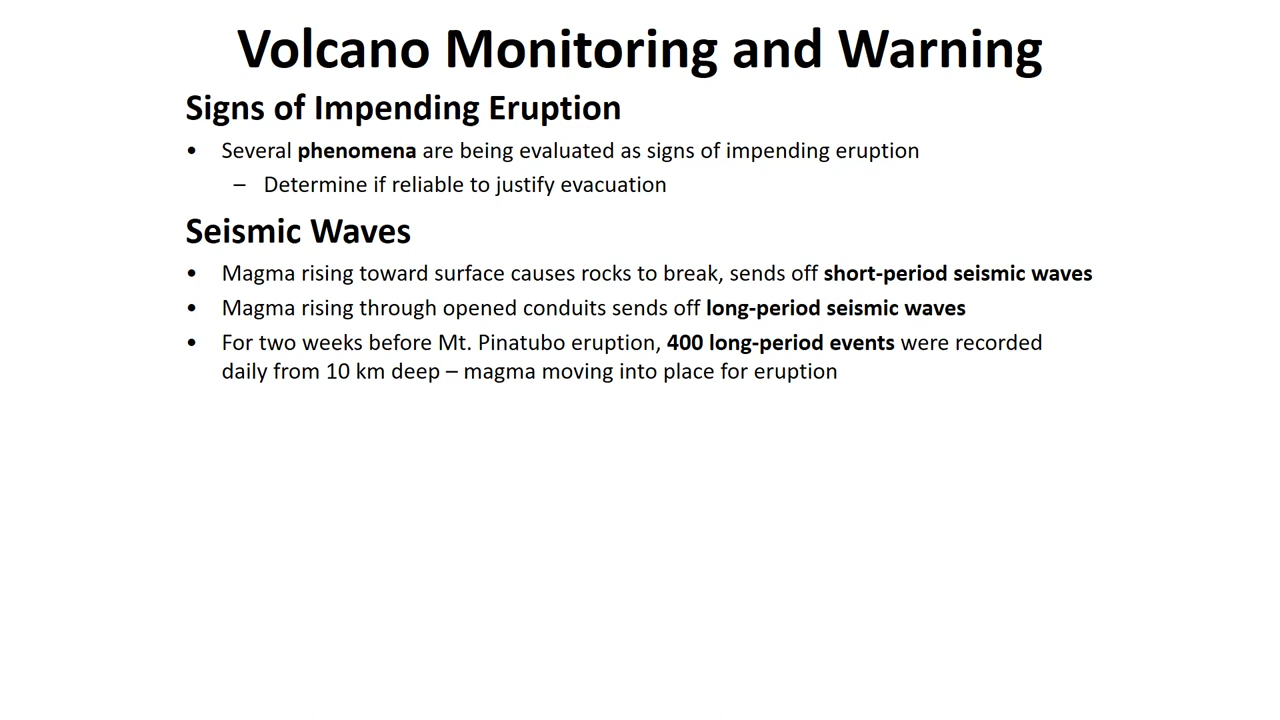 Volcano Monitoring and Warning
Signs of Impending Eruption
• Several phenomena are being evaluated as signs of impending eruption
– Determine if reliable to justify evacuation
Seismic Waves
• Magma rising toward surface causes rocks to break, sends off short-period seismic waves
• Magma rising through opened conduits sends off long-period seismic waves
• For two weeks before Mt. Pinatubo eruption, 400 long-period events were recorded
daily from 10 km deep – magma moving into place for eruption